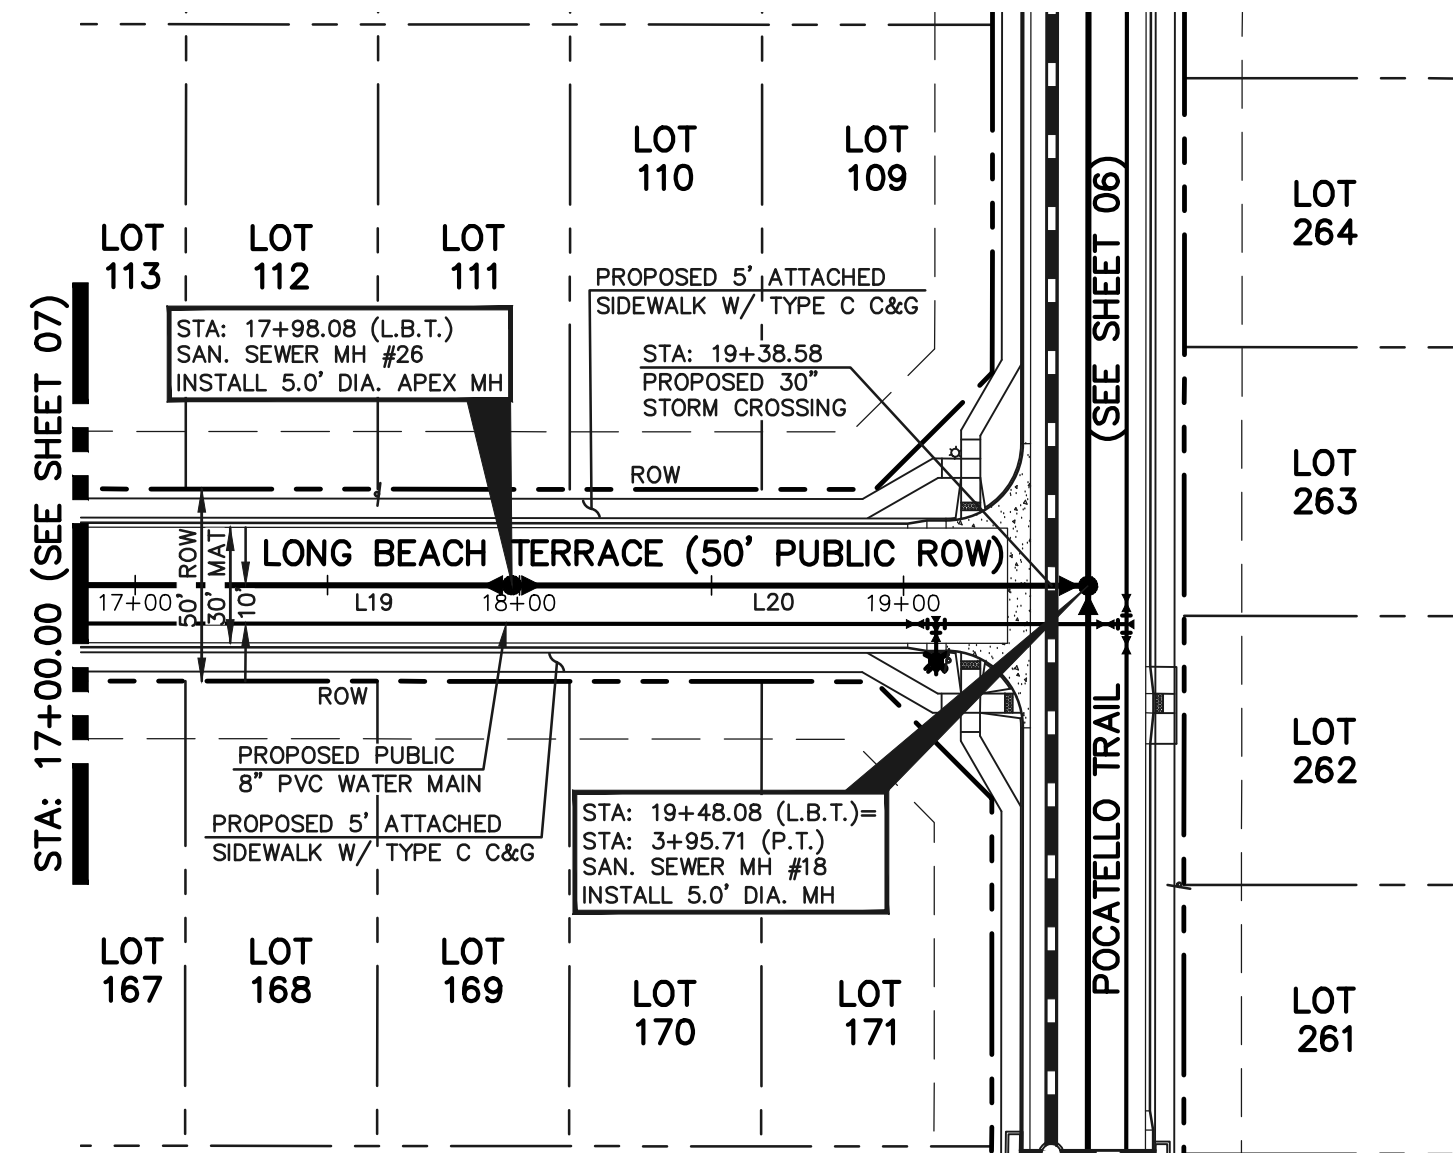 LOT
110
LOT
109
LOT
264
LOT
113
LOT
112
LOT
111
PROPOSED 5' ATTACHED
SIDEWALK W/ TYPE C C&G
STA: 17+98.08 (L.B.T.)
SAN. SEWER MH #26
INSTALL 5.0' DIA. APEX MH
STA: 19+38.58
PROPOSED 30"
STORM CROSSING
(SEE SHEET 06)
ROW
LOT
263
STA: 17+00.00 (SEE SHEET 07)
50' ROW
30' MAT
10'
LONG BEACH TERRACE (50' PUBLIC ROW)
17+00
L19
18+00
L20
19+00
ROW
PROPOSED PUBLIC
8" PVC WATER MAIN
PROPOSED 5' ATTACHED
SIDEWALK W/ TYPE C C&G
STA: 19+48.08 (L.B.T.)=
STA: 3+95.71 (P.T.)
SAN. SEWER MH #18
INSTALL 5.0' DIA. MH
POCATELLO TRAIL
LOT
262
LOT
167
LOT
168
LOT
169
LOT
170
LOT
171
LOT
261